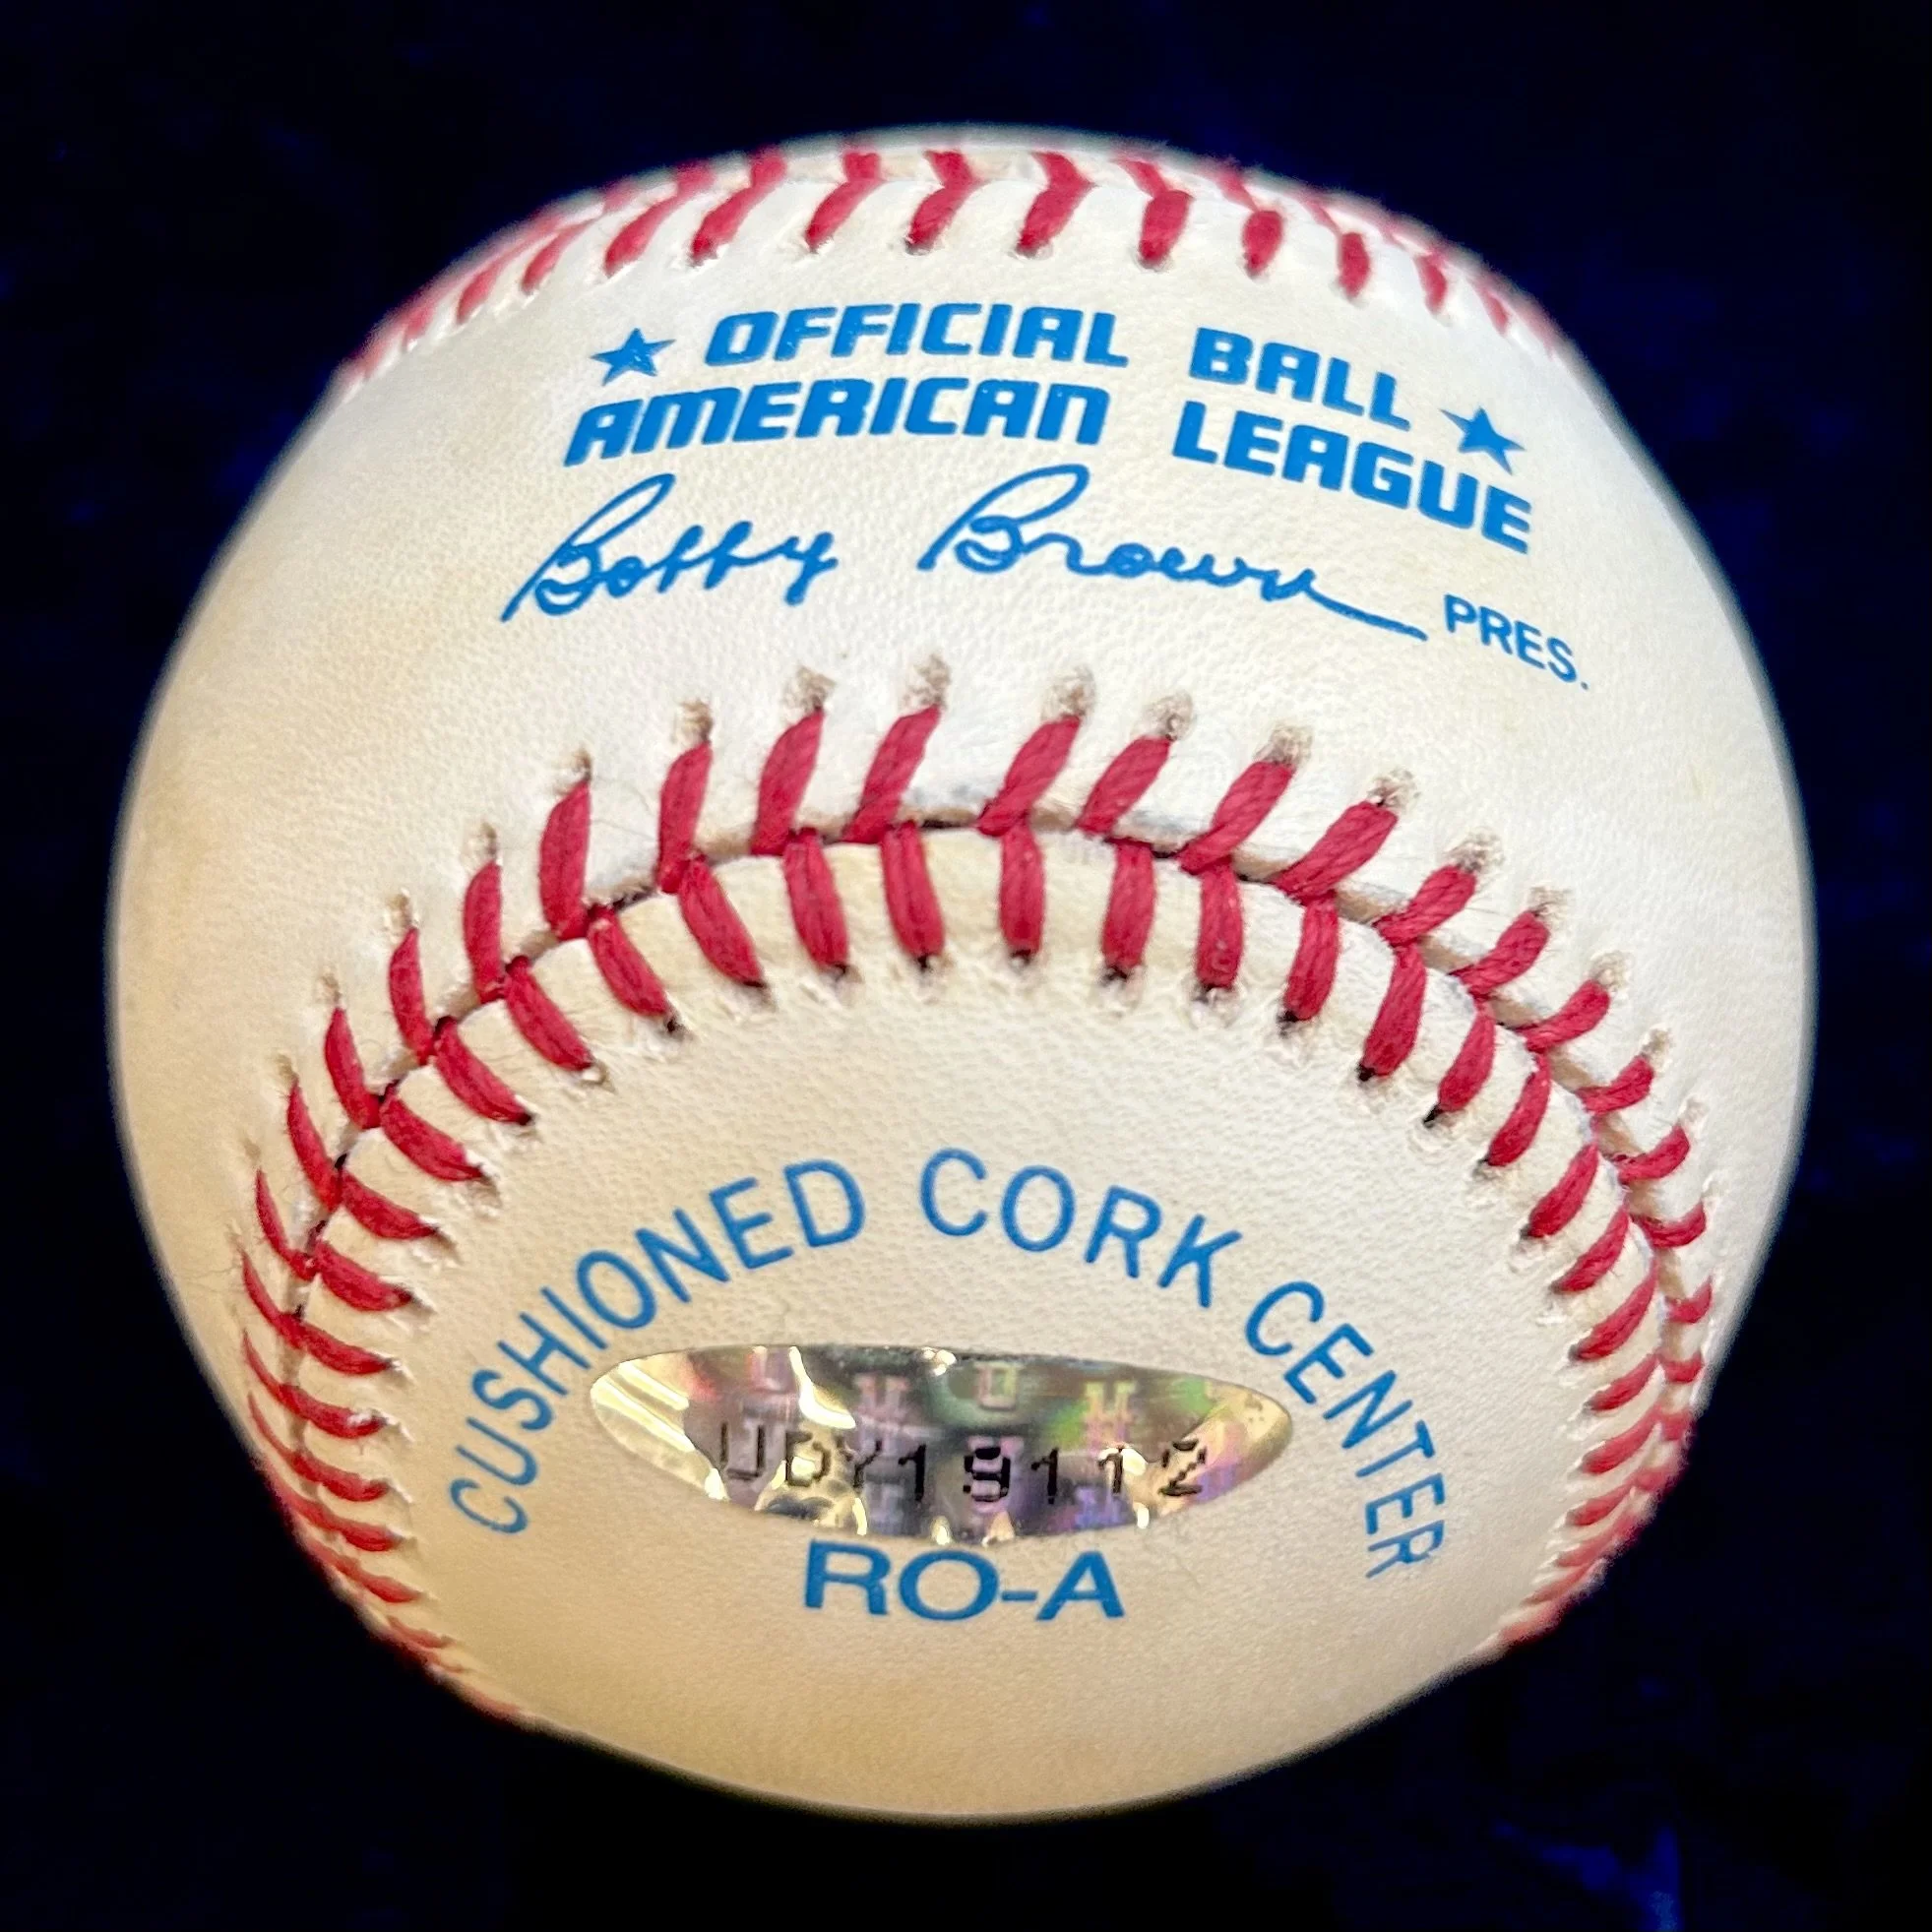 ★ OFFICIAL BALL ★
AMERICAN LEAGUE
Bobby Brown PRES.
CUSHIONED CORK CENTER
UDY19112
RO-A